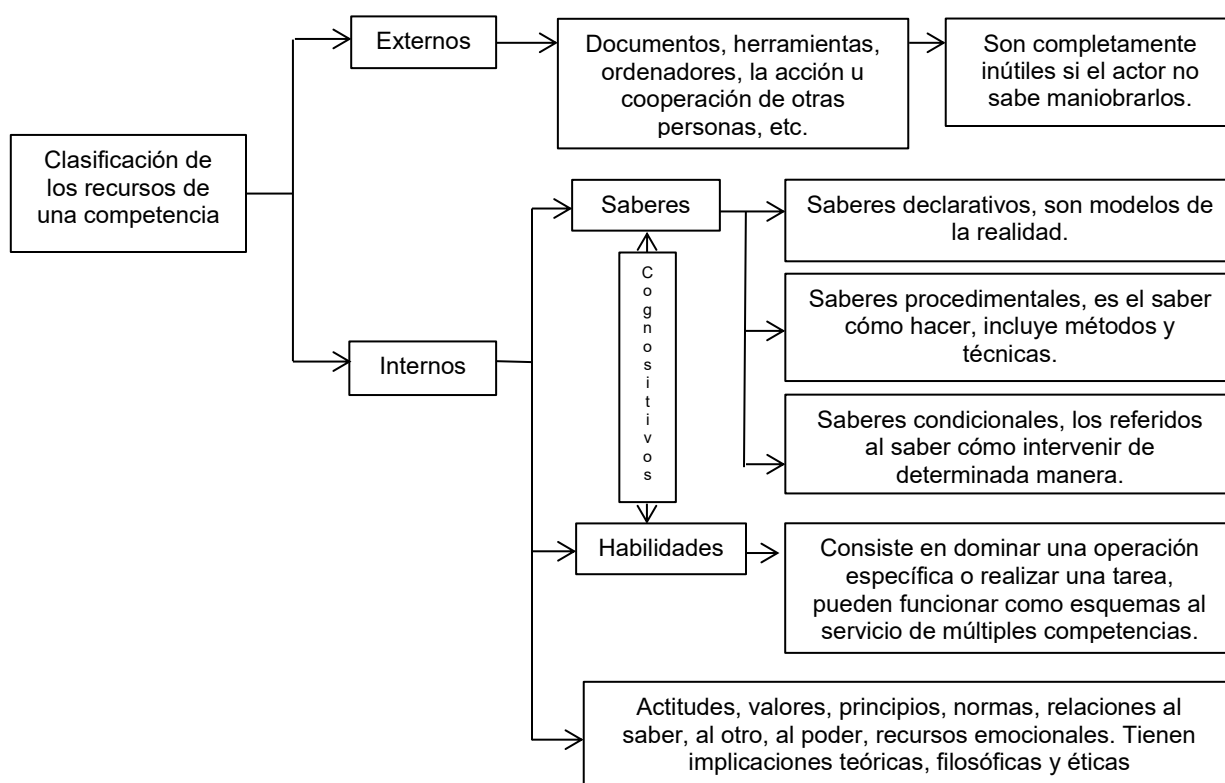 Externos
Documentos, herramientas,
ordenadores, la acción u
cooperación de otras
personas, etc.
Son completamente
inútiles si el actor no
sabe maniobrarlos.
Clasificación de
los recursos de
una competencia
Saberes
Saberes declarativos, son modelos de
la realidad.
Cognositivos
Saberes procedimentales, es el saber
cómo hacer, incluye métodos y
técnicas.
Internos
Saberes condicionales, los referidos
al saber cómo intervenir de
determinada manera.
Habilidades
Consiste en dominar una operación
específica o realizar una tarea,
pueden funcionar como esquemas al
servicio de múltiples competencias.
Actitudes, valores, principios, normas, relaciones al
saber, al otro, al poder, recursos emocionales. Tienen
implicaciones teóricas, filosóficas y éticas